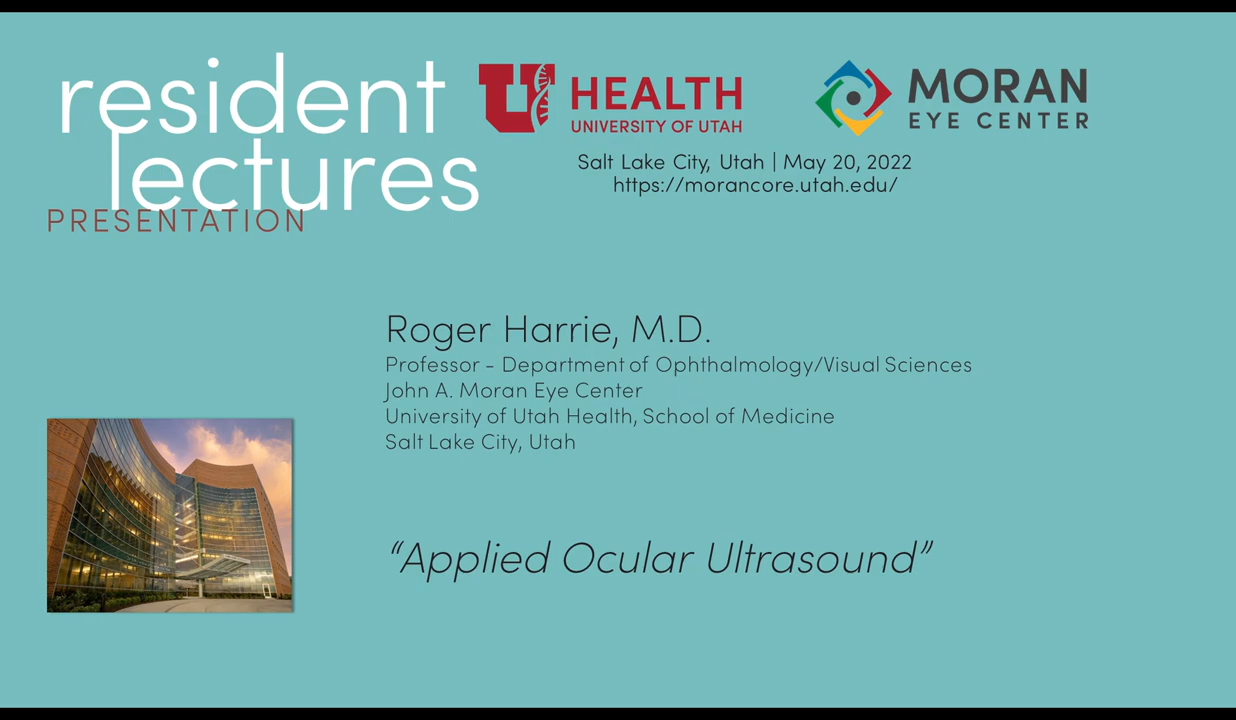 resident
lectures
PRESENTATION
U HEALTH
UNIVERSITY OF UTAH
MORAN
EYE CENTER
Salt Lake City, Utah | May 20, 2022
https://morancore.utah.edu/
Roger Harrie, M.D.
Professor - Department of Ophthalmology/Visual Sciences
John A. Moran Eye Center
University of Utah Health, School of Medicine
Salt Lake City, Utah
“Applied Ocular Ultrasound”